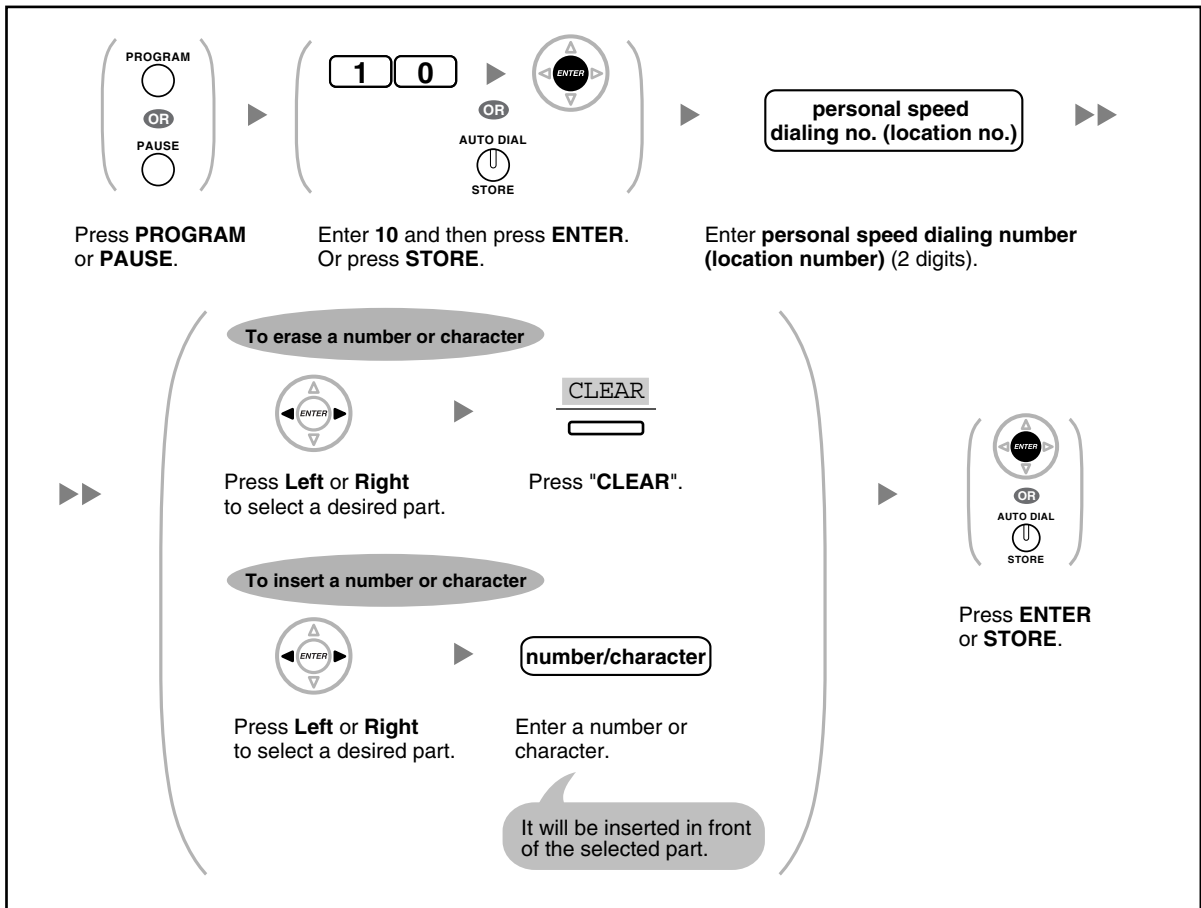 PROGRAM
OR
PAUSE
1 0
ENTER
OR
AUTO DIAL
STORE
personal speed
dialing no. (location no.)
Press PROGRAM
or PAUSE.
Enter 10 and then press ENTER.
Or press STORE.
Enter personal speed dialing number
(location number) (2 digits).
To erase a number or character
ENTER
CLEAR
Press Left or Right
to select a desired part.
Press "CLEAR".
To insert a number or character
ENTER
number/character
Press Left or Right
to select a desired part.
Enter a number or
character.
It will be inserted in front
of the selected part.
ENTER
OR
AUTO DIAL
STORE
Press ENTER
or STORE.